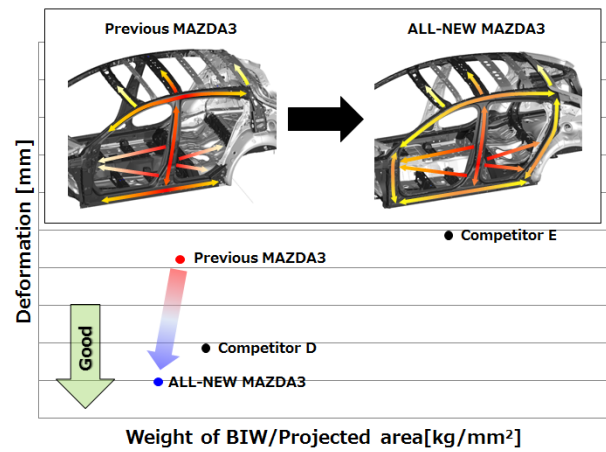 Previous MAZDA3
ALL-NEW MAZDA3
Deformation [mm]
Competitor E
Previous MAZDA3
Good
Competitor D
ALL-NEW MAZDA3
Weight of BIW/Projected area[kg/mm²]